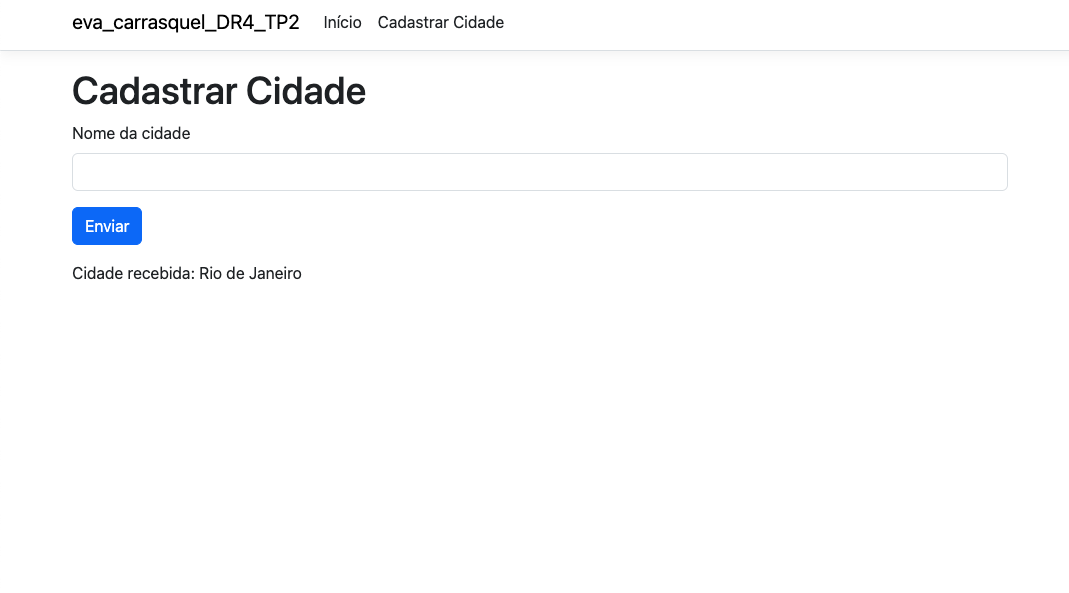 eva_carrasquel_DR4_TP2 Início Cadastrar Cidade
Cadastrar Cidade
Nome da cidade
Enviar
Cidade recebida: Rio de Janeiro